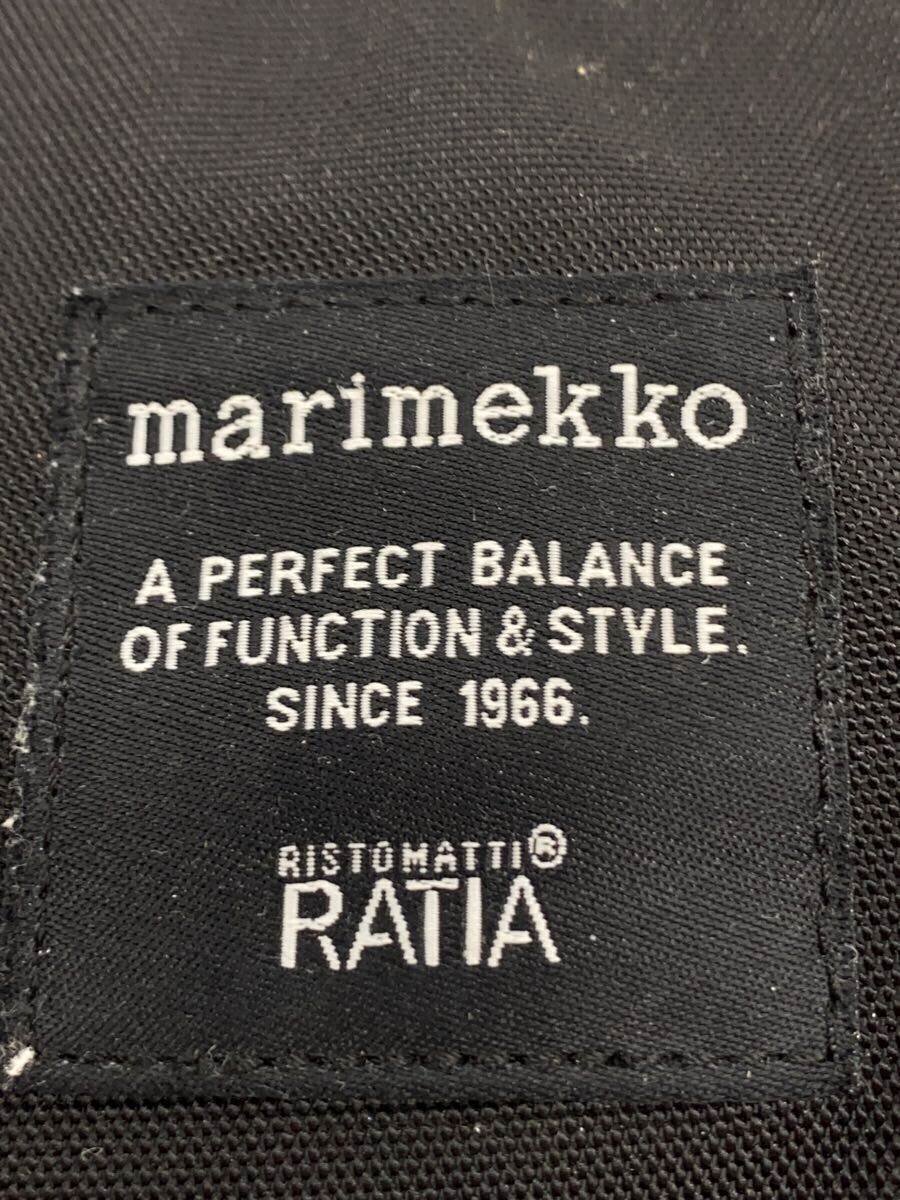 marimekko
A PERFECT BALANCE
OF FUNCTION & STYLE.
SINCE 1966.
RISTOMATTI®
RATIA